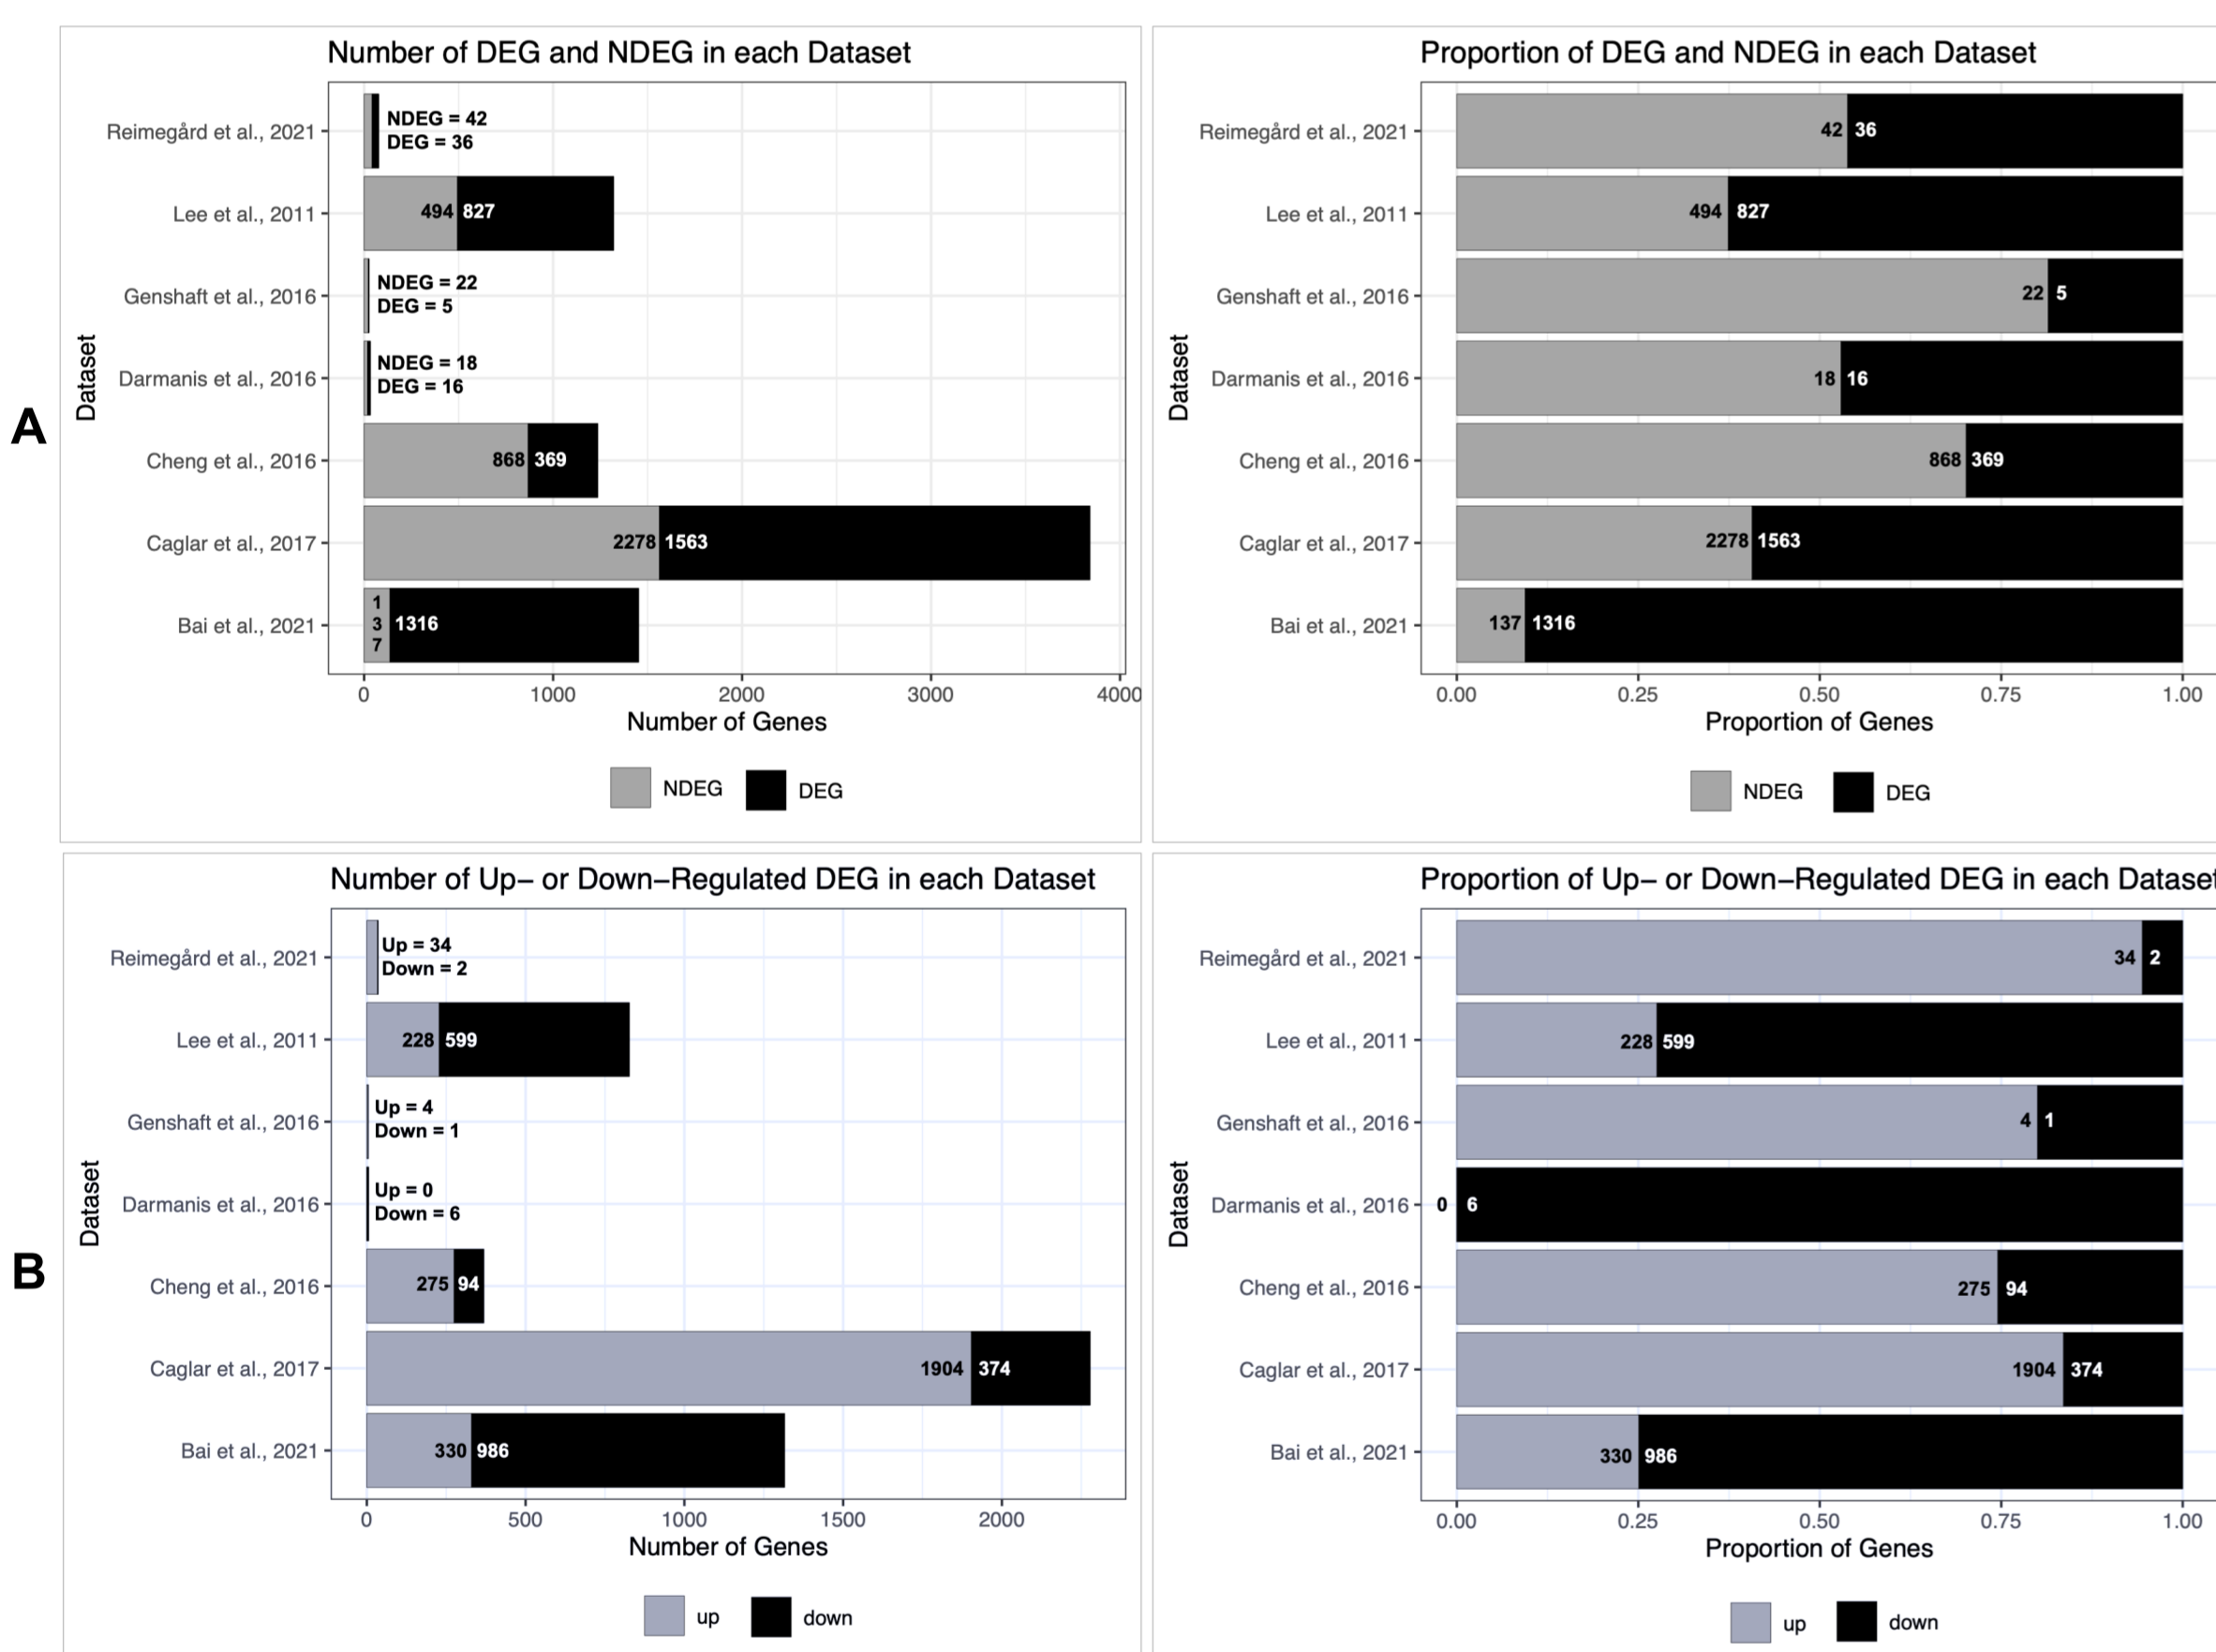 A
Number of DEG and NDEG in each Dataset
Dataset
Reimegård et al., 2021
NDEG = 42
DEG = 36
Lee et al., 2011
494 827
Genshaft et al., 2016
NDEG = 22
DEG = 5
Darmanis et al., 2016
NDEG = 18
DEG = 16
Cheng et al., 2016
868 369
Caglar et al., 2017
2278 1563
Bai et al., 2021
1
3
7
1316
0 1000 2000 3000 4000
Number of Genes
NDEG DEG
Proportion of DEG and NDEG in each Dataset
Dataset
Reimegård et al., 2021
42 36
Lee et al., 2011
494 827
Genshaft et al., 2016
22 5
Darmanis et al., 2016
18 16
Cheng et al., 2016
868 369
Caglar et al., 2017
2278 1563
Bai et al., 2021
137 1316
0.00 0.25 0.50 0.75 1.00
Proportion of Genes
NDEG DEG
B
Number of Up− or Down−Regulated DEG in each Dataset
Dataset
Reimegård et al., 2021
Up = 34
Down = 2
Lee et al., 2011
228 599
Genshaft et al., 2016
Up = 4
Down = 1
Darmanis et al., 2016
Up = 0
Down = 6
Cheng et al., 2016
275 94
Caglar et al., 2017
1904 374
Bai et al., 2021
330 986
0 500 1000 1500 2000
Number of Genes
up down
Proportion of Up− or Down−Regulated DEG in each Dataset
Dataset
Reimegård et al., 2021
34 2
Lee et al., 2011
228 599
Genshaft et al., 2016
4 1
Darmanis et al., 2016
0 6
Cheng et al., 2016
275 94
Caglar et al., 2017
1904 374
Bai et al., 2021
330 986
0.00 0.25 0.50 0.75 1.00
Proportion of Genes
up down